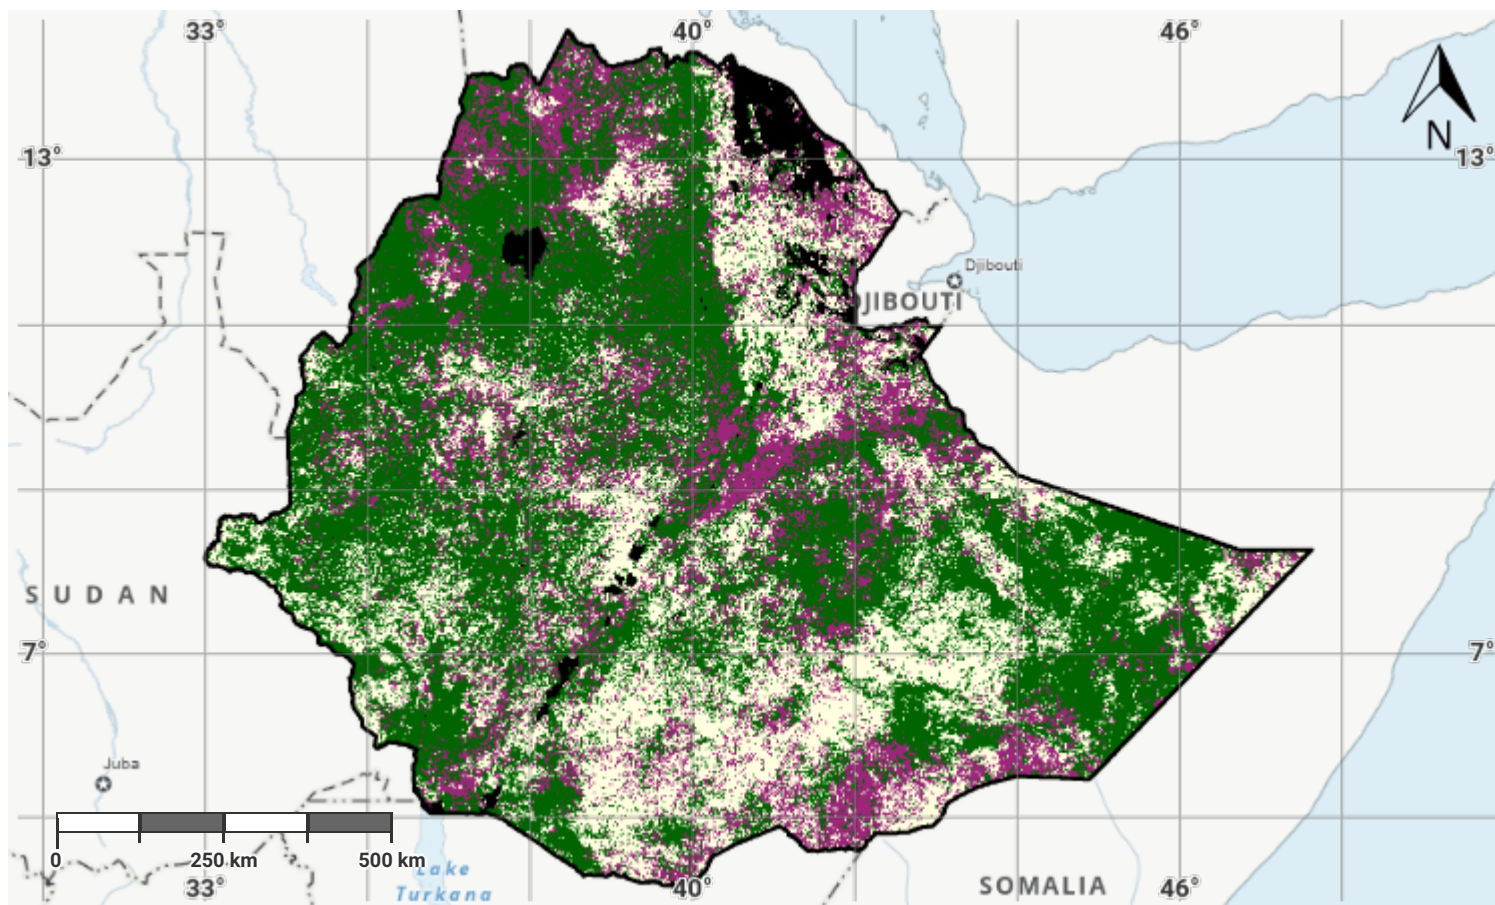 33° 40° 46°
N
13° 13°
Djibouti
DJIBOUTI
SUDAN
7° 7°
Juba
0 250 km 500 km
Lake
Turkana
33° 40° 46°
SOMALIA